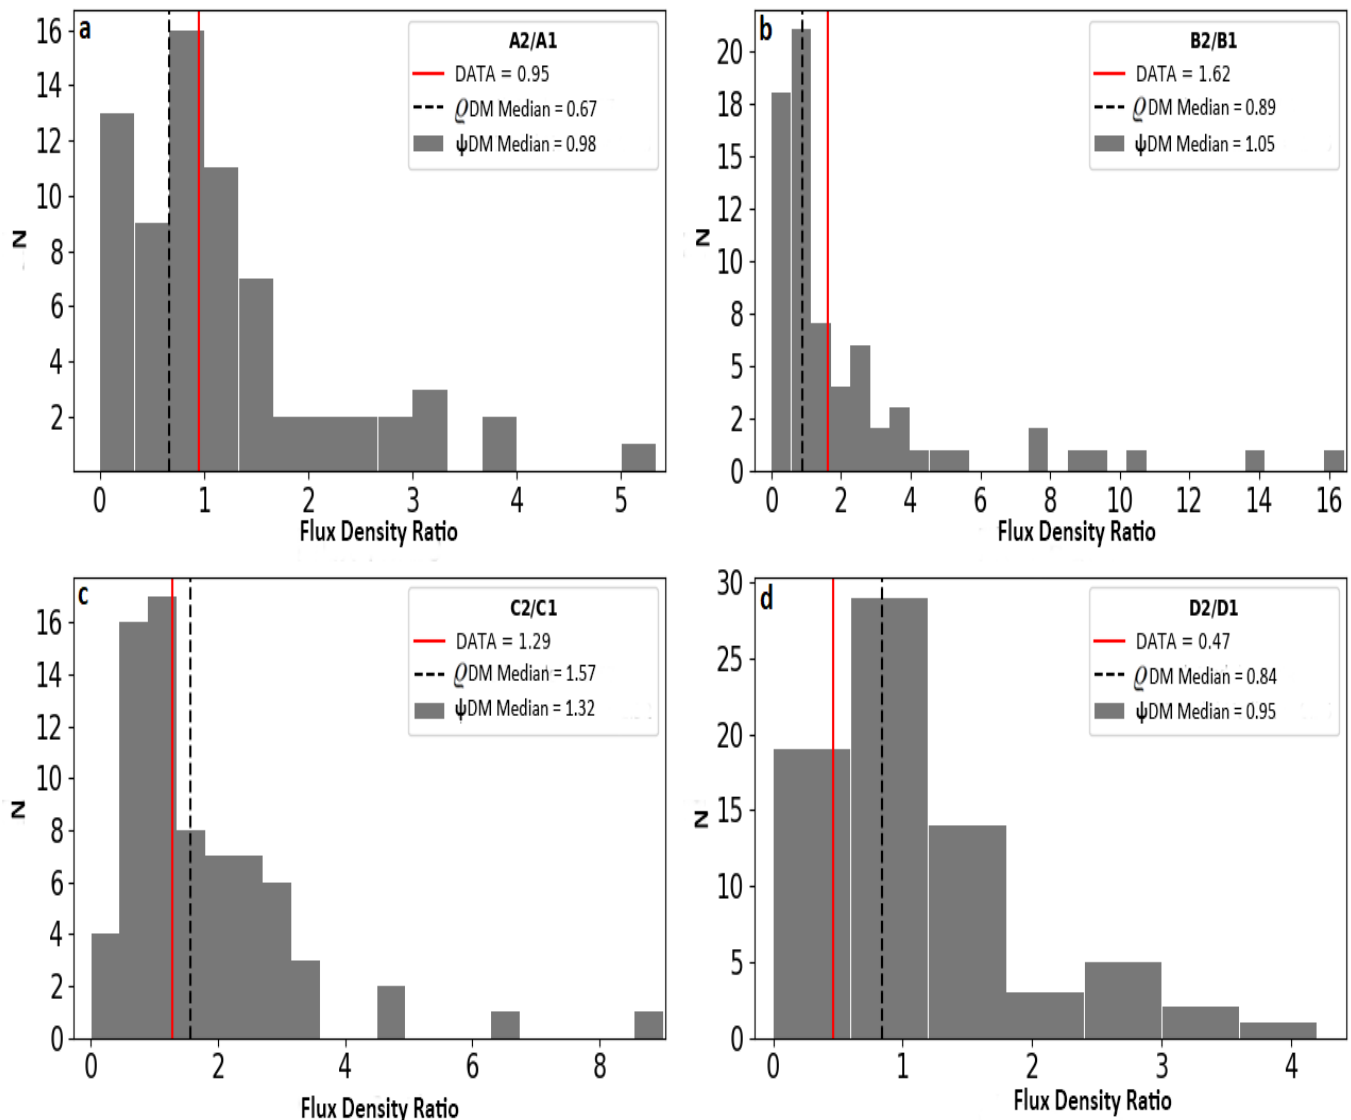 a
A2/A1
DATA = 0.95
ϱDM Median = 0.67
ψDM Median = 0.98
16
14
12
10
8
6
4
2
N
0 1 2 3 4 5
Flux Density Ratio
b
B2/B1
DATA = 1.62
ϱDM Median = 0.89
ψDM Median = 1.05
20
18
15
12
10
8
5
2
0
N
0 2 4 6 8 10 12 14 16
Flux Density Ratio
c
C2/C1
DATA = 1.29
ϱDM Median = 1.57
ψDM Median = 1.32
16
14
12
10
8
6
4
2
0
N
0 2 4 6 8
Flux Density Ratio
d
D2/D1
DATA = 0.47
ϱDM Median = 0.84
ψDM Median = 0.95
30
25
20
15
10
5
0
N
0 1 2 3 4
Flux Density Ratio